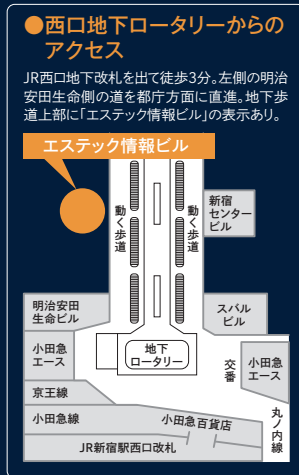 ●西口地下ロータリーからの
アクセス
JR西口地下改札を出て徒歩3分。左側の明治
安田生命側の道を都庁方面に直進。地下歩
道上部に「エステック情報ビル」の表示あり。
エステック情報ビル
動く歩道
動く歩道
新宿
センター
ビル
明治安田
生命ビル
スバル
ビル
小田急
エース
地下
ロータリー
交番
小田急
エース
京王線
小田急線
小田急百貨店
丸ノ内線
JR新宿駅西口改札